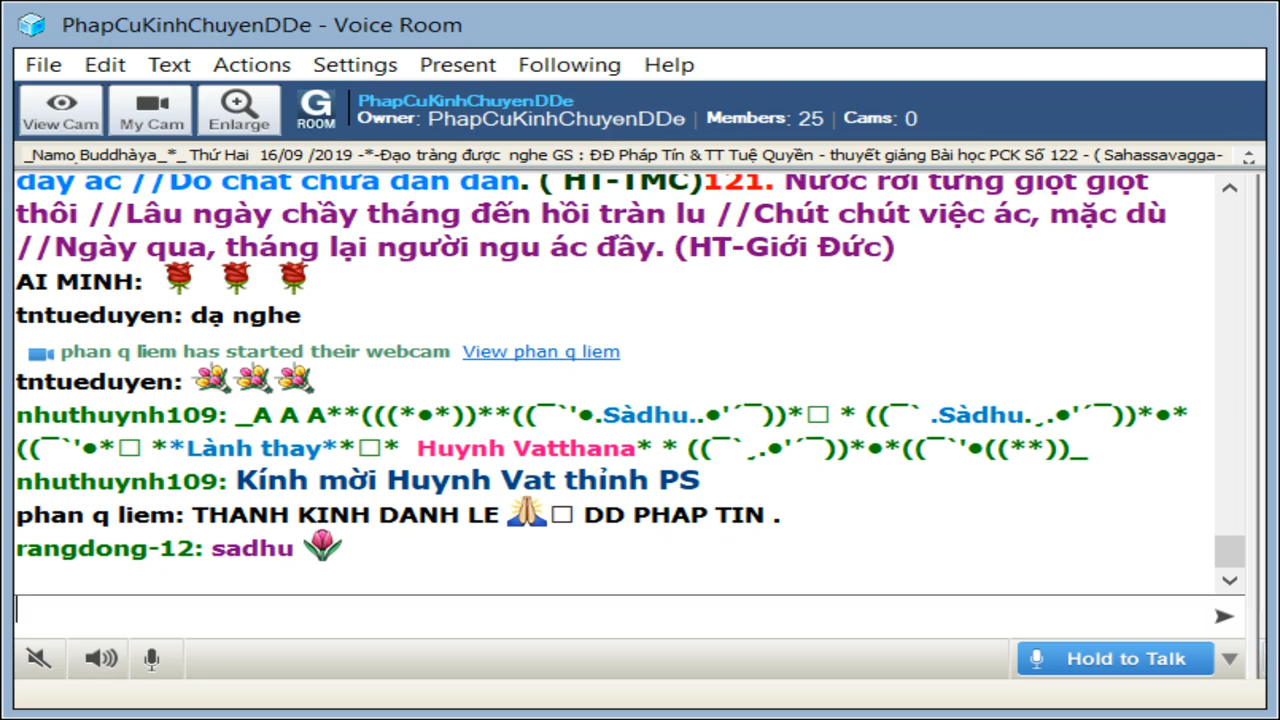 PhapCuKinhChuyenDDe - Voice Room
File Edit Text Actions Settings Present Following Help
View Cam My Cam Enlarge G ROOM PhapCuKinhChuyenDDe
Owner: PhapCuKinhChuyenDDe | Members: 25 | Cams: 0
_Namo Buddhàya_*_ Thứ Hai 16/09 /2019 -*-Đạo tràng được nghe GS : ĐĐ Pháp Tín & TT Tuệ Quyền - thuyết giảng Bài học PCK Số 122 - ( Sahassavagga-
đầy ác //Do chất chứa dần dần. ( HT-TMC)121. Nước rơi từng giọt giọt
thôi //Lâu ngày chầy tháng đến hồi tràn lu //Chút chút việc ác, mặc dù
//Ngày qua, tháng lại người ngu ác đầy. (HT-Giới Đức)
AI MINH: 🌹 🌹 🌹
tntueduyen: dạ nghe
phan q liem has started their webcam View phan q liem
tntueduyen: 💐💐💐
nhuthuynh109: _A A A**(((*●*))**((¯`'●.Sàdhu..●'´¯))*□ * ((¯` .Sàdhu.¸.●'´¯))*●*
((¯`'●*□ **Lành thay**□* Huynh Vatthana* * ((¯`¸.●'´¯))*●*((¯`'●((**))_
nhuthuynh109: Kính mời Huynh Vat thỉnh PS
phan q liem: THANH KINH DANH LE 🙏□ DD PHAP TIN .
rangdong-12: sadhu 🌷
Hold to Talk